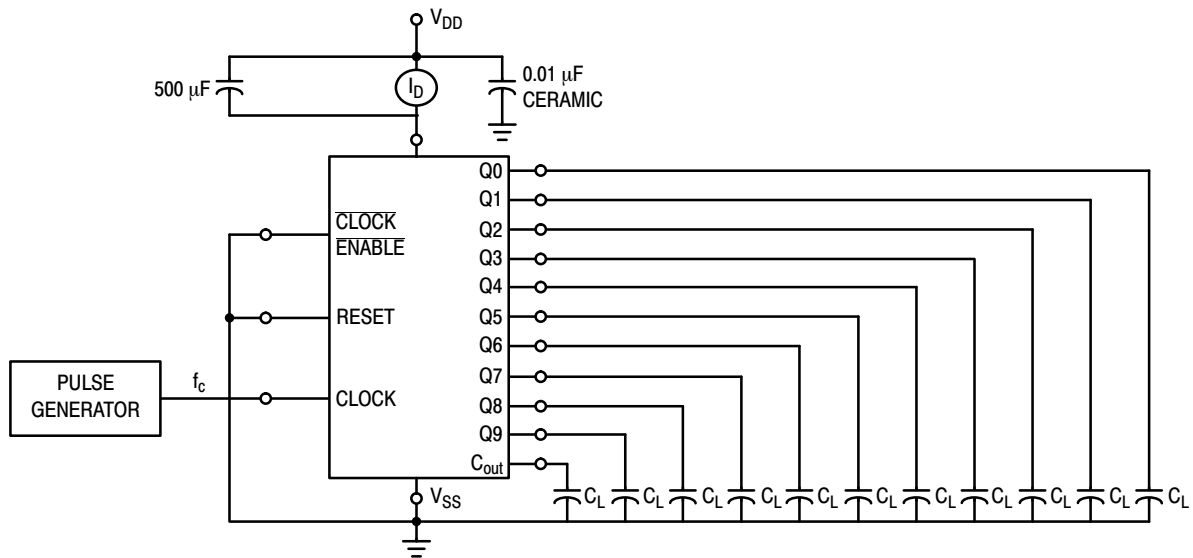 V_DD
500 μF
I_D
0.01 μF
CERAMIC
Q0
Q1
CLOCK
ENABLE
Q2
Q3
Q4
RESET
Q5
Q6
PULSE
GENERATOR
f_c
CLOCK
Q7
Q8
Q9
C_out
V_SS
C_L
C_L
C_L
C_L
C_L
C_L
C_L
C_L
C_L
C_L
C_L